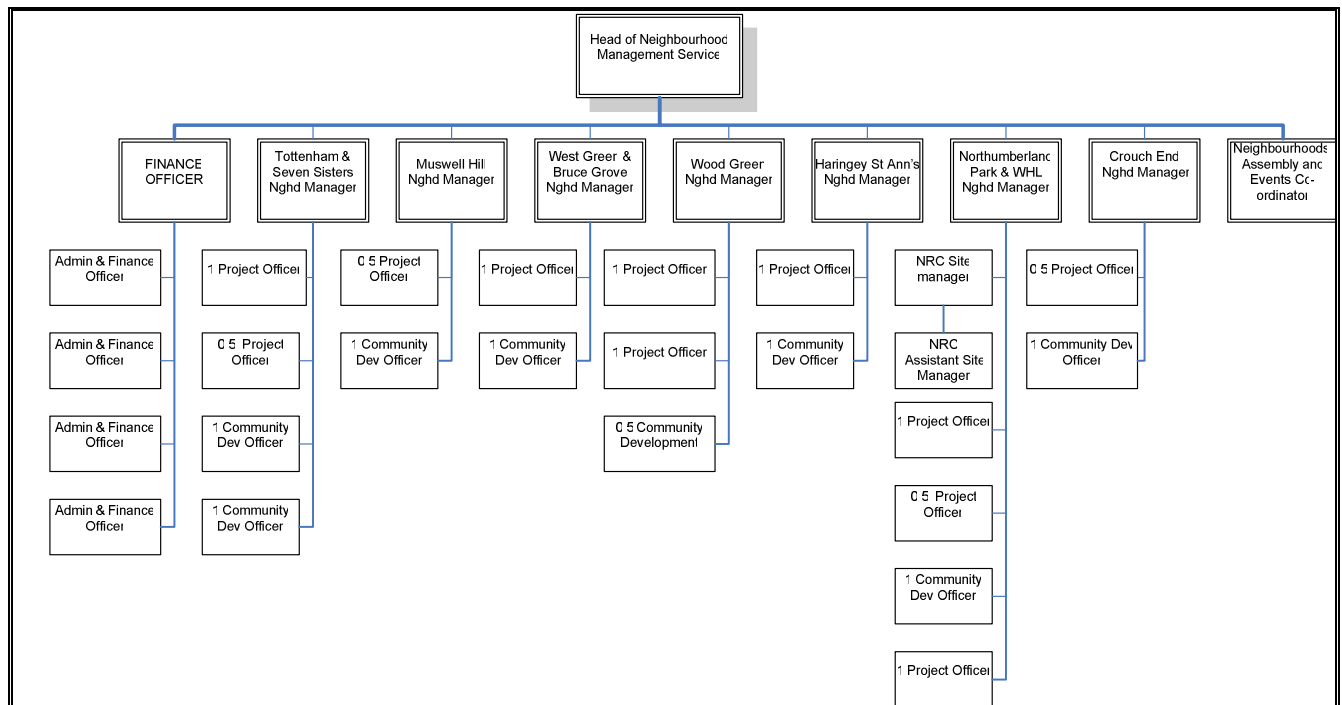 Head of Neighbourhood
Management Service
FINANCE
OFFICER
Tottenham &
Seven Sisters
Nghd Manager
Muswell Hill
Nghd Manager
West Green &
Bruce Grove
Nghd Manager
Wood Green
Nghd Manager
Haringey St Ann's
Nghd Manager
Northumberland
Park & WHL
Nghd Manager
Crouch End
Nghd Manager
Neighbourhoods
Assembly and
Events Co-
ordinator
Admin & Finance
Officer
Admin & Finance
Officer
Admin & Finance
Officer
Admin & Finance
Officer
1 Project Officer
0 5 Project
Officer
1 Community
Dev Officer
1 Community
Dev Officer
0 5 Project
Officer
1 Community
Dev Officer
1 Project Officer
1 Community
Dev Officer
1 Project Officer
1 Project Officer
0 5 Community
Development
1 Project Officer
1 Community
Dev Officer
NRC Site
manager
NRC
Assistant Site
Manager
1 Project Officer
0 5 Project
Officer
1 Community
Dev Officer
1 Project Officer
0 5 Project Officer
1 Community Dev
Officer